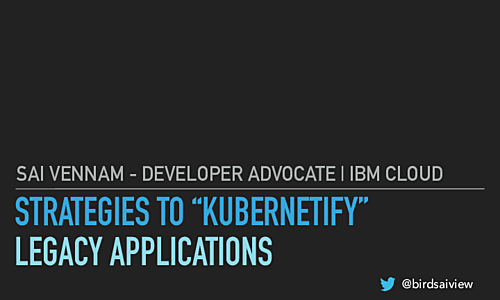 SAI VENNAM - DEVELOPER ADVOCATE | IBM CLOUD
STRATEGIES TO “KUBERNETIFY”
LEGACY APPLICATIONS
@birdsaiview